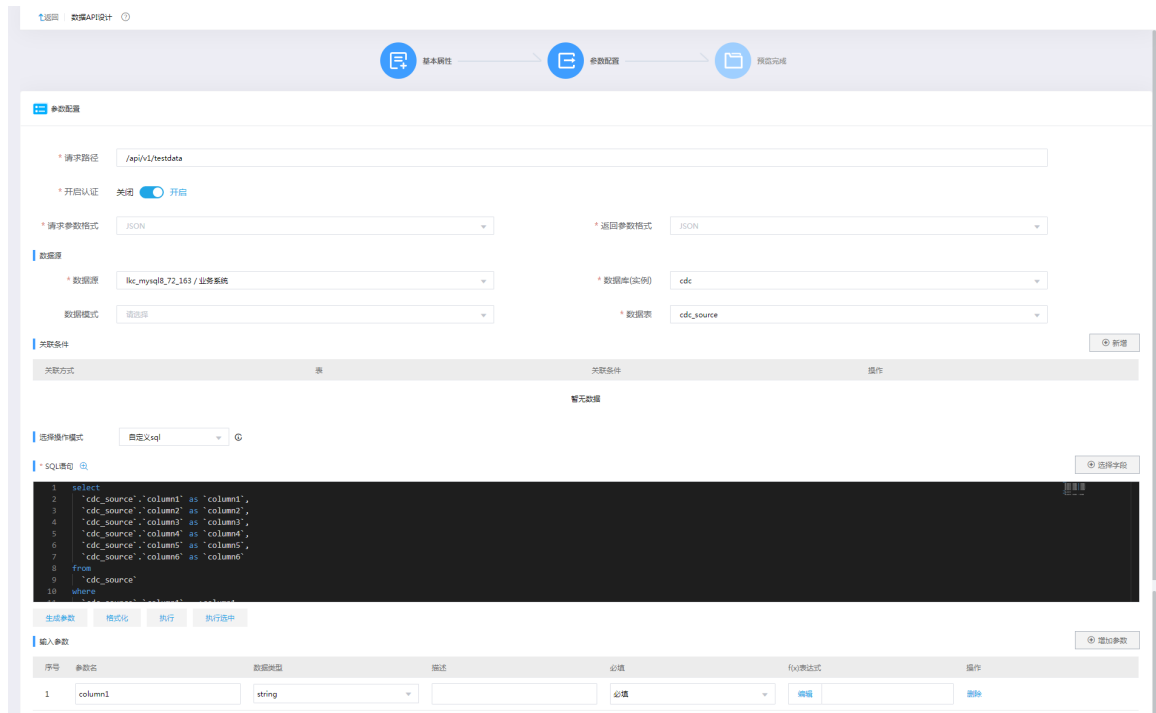 返回 数据API设计
基本属性 参数配置 预览完成
参数配置
* 请求路径 /api/v1/testdata
* 开启认证 关闭 开启
* 请求参数格式 JSON * 返回参数格式 JSON
数据源
* 数据源 lkc_mysql8_72_163 / 业务系统 * 数据库(实例) cdc
数据模式 请选择 * 数据表 cdc_source
关联条件 新增
关联方式 表 关联条件 操作
暂无数据
选择操作模式 自定义sql
* SQL语句 选择字段
1 select
2 `cdc_source`.`column1` as `column1`,
3 `cdc_source`.`column2` as `column2`,
4 `cdc_source`.`column3` as `column3`,
5 `cdc_source`.`column4` as `column4`,
6 `cdc_source`.`column5` as `column5`,
7 `cdc_source`.`column6` as `column6`
8 from
9 `cdc_source`
10 where
生成参数 格式化 执行 执行选中
输入参数 增加参数
序号 参数名 数据类型 描述 必填 f(x)表达式 操作
1 column1 string 必填 编辑 删除